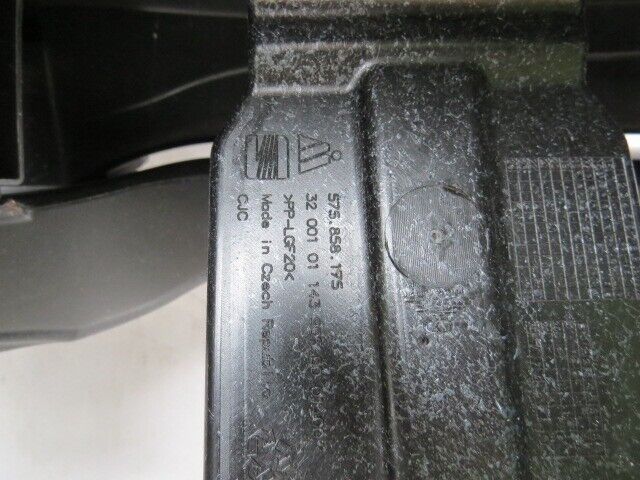 575.858.175
32 001 01 143
>PP-LGF20<
Made in Czech
CJC